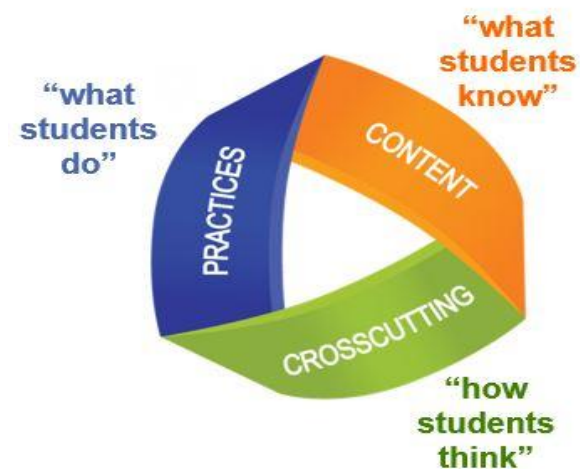 “what
students
do”
PRACTICES
“what
students
know”
CONTENT
CROSSCUTTING
“how
students
think”